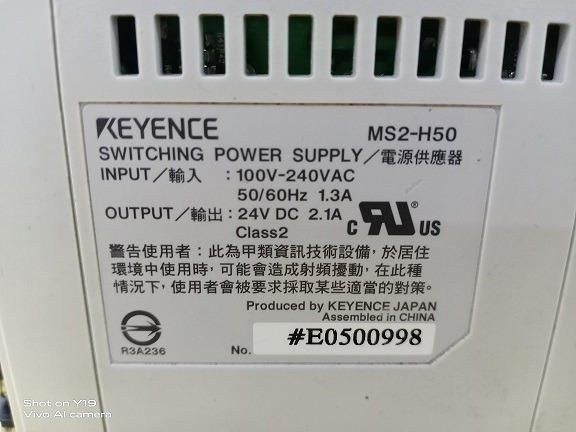 KEYENCE MS2-H50
SWITCHING POWER SUPPLY/電源供應器
INPUT/輸入 : 100V-240VAC
50/60Hz 1.3A
OUTPUT/輸出 : 24V DC 2.1A
Class2
C RU ® US
警告使用者: 此為甲類資訊技術設備, 於居住
環境中使用時, 可能會造成射頻擾動, 在此種
情況下, 使用者會被要求採取某些適當的對策。
Produced by KEYENCE JAPAN
Assembled in CHINA
R3A236 No. #E0500998
Shot on Y19
Vivo AI camera